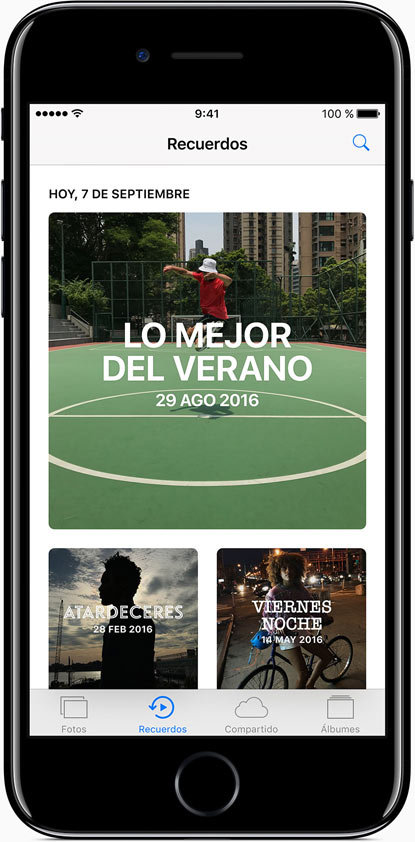 9:41
100 %
Recuerdos
HOY, 7 DE SEPTIEMBRE
LO MEJOR
DEL VERANO
29 AGO 2016
ATARDECERES
28 FEB 2016
VIERNES
NOCHE
14 MAY 2016
Fotos
Recuerdos
Compartido
Álbumes